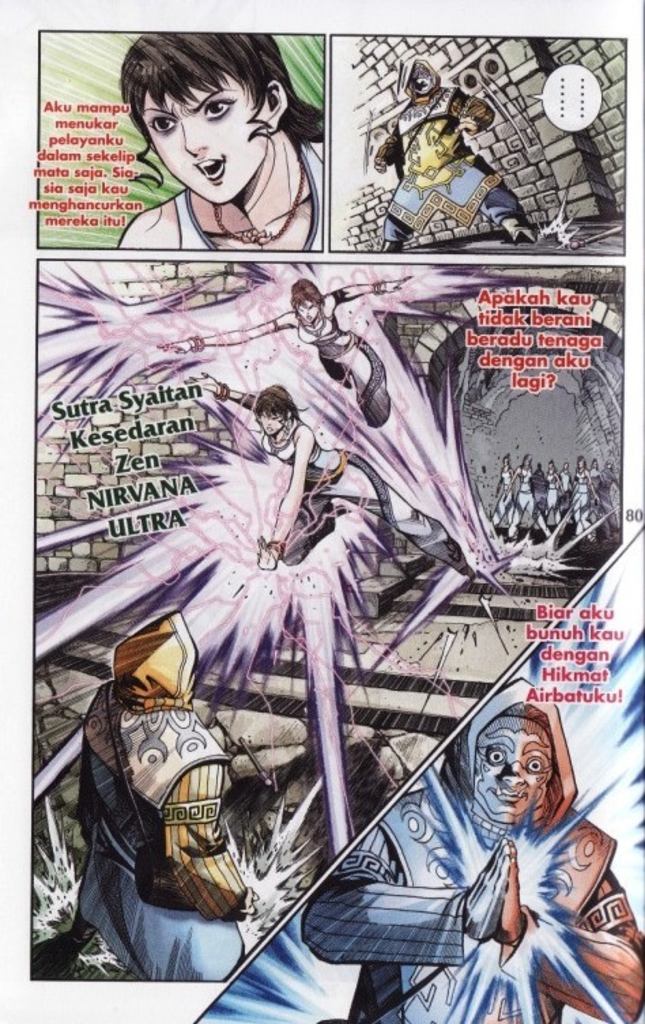 Aku mampu
menukar
pelayanku
dalam sekelip
mata saja. Sia-
sia saja kau
menghancurkan
mereka itu!
Apakah kau
tidak berani
beradu tenaga
dengan aku
lagi?
Sutra Syaitan
Kesedaran
Zen
NIRVANA
ULTRA
80
Biar aku
bunuh kau
dengan
Hikmat
Airbatuku!